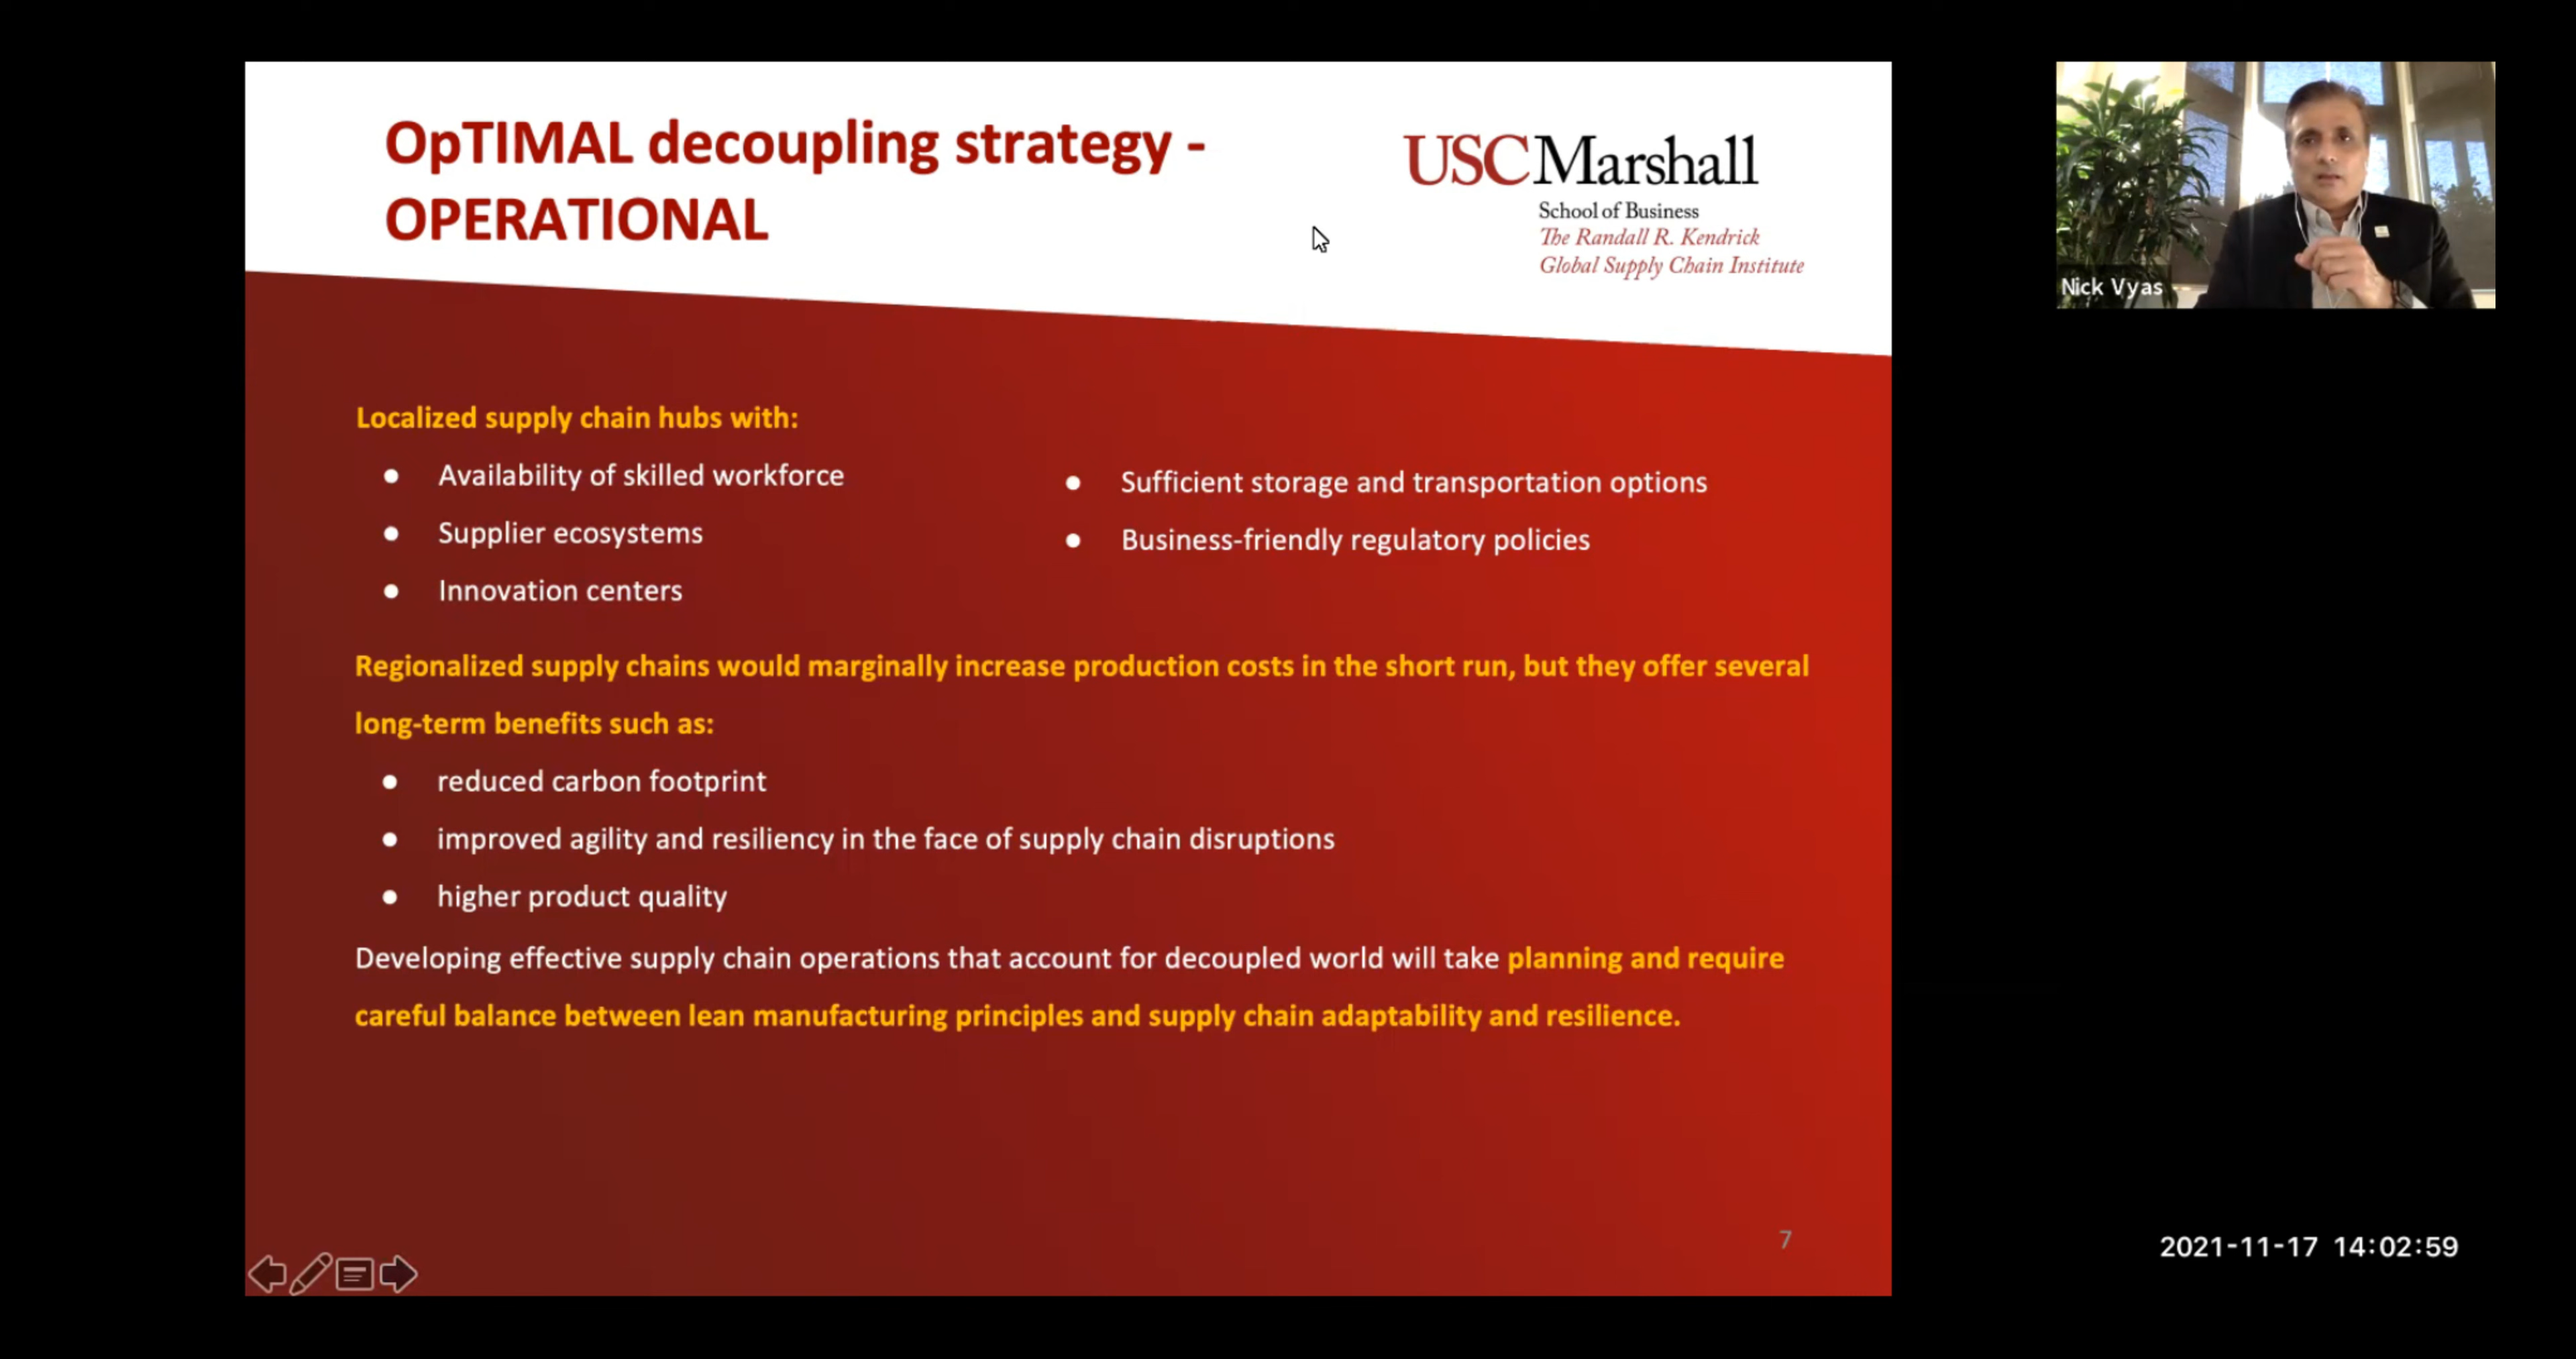 OpTIMAL decoupling strategy -
OPERATIONAL
USC Marshall
School of Business
The Randall R. Kendrick
Global Supply Chain Institute
Nick Vyas
Localized supply chain hubs with:
● Availability of skilled workforce
● Supplier ecosystems
● Innovation centers
● Sufficient storage and transportation options
● Business-friendly regulatory policies
Regionalized supply chains would marginally increase production costs in the short run, but they offer several
long-term benefits such as:
● reduced carbon footprint
● improved agility and resiliency in the face of supply chain disruptions
● higher product quality
Developing effective supply chain operations that account for decoupled world will take planning and require
careful balance between lean manufacturing principles and supply chain adaptability and resilience.
7
2021-11-17 14:02:59